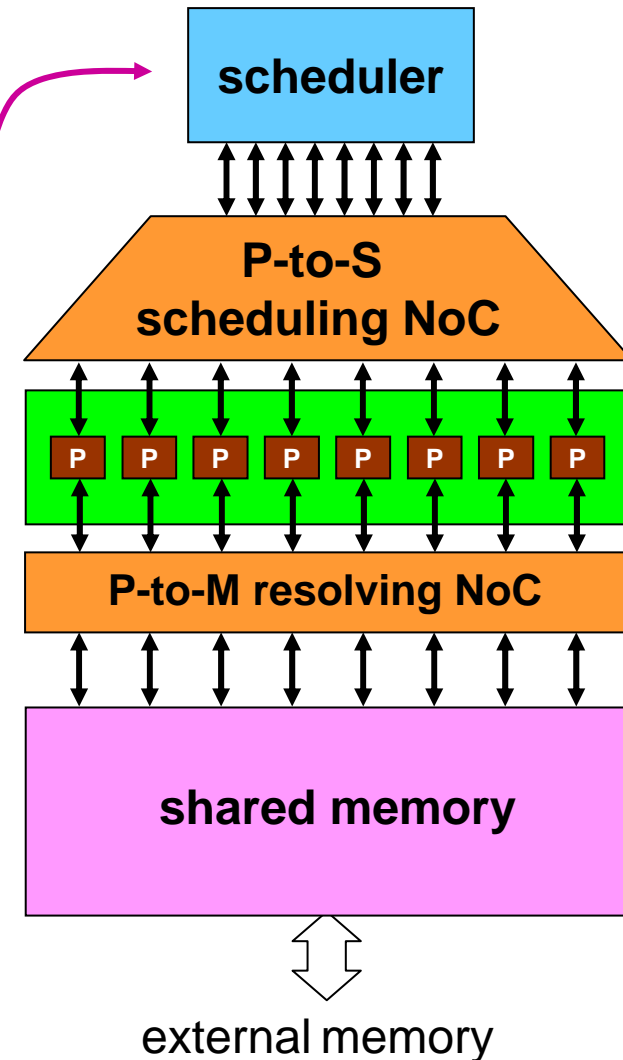 scheduler
P-to-S
scheduling NoC
P P P P P P P P
P-to-M resolving NoC
shared memory
external memory